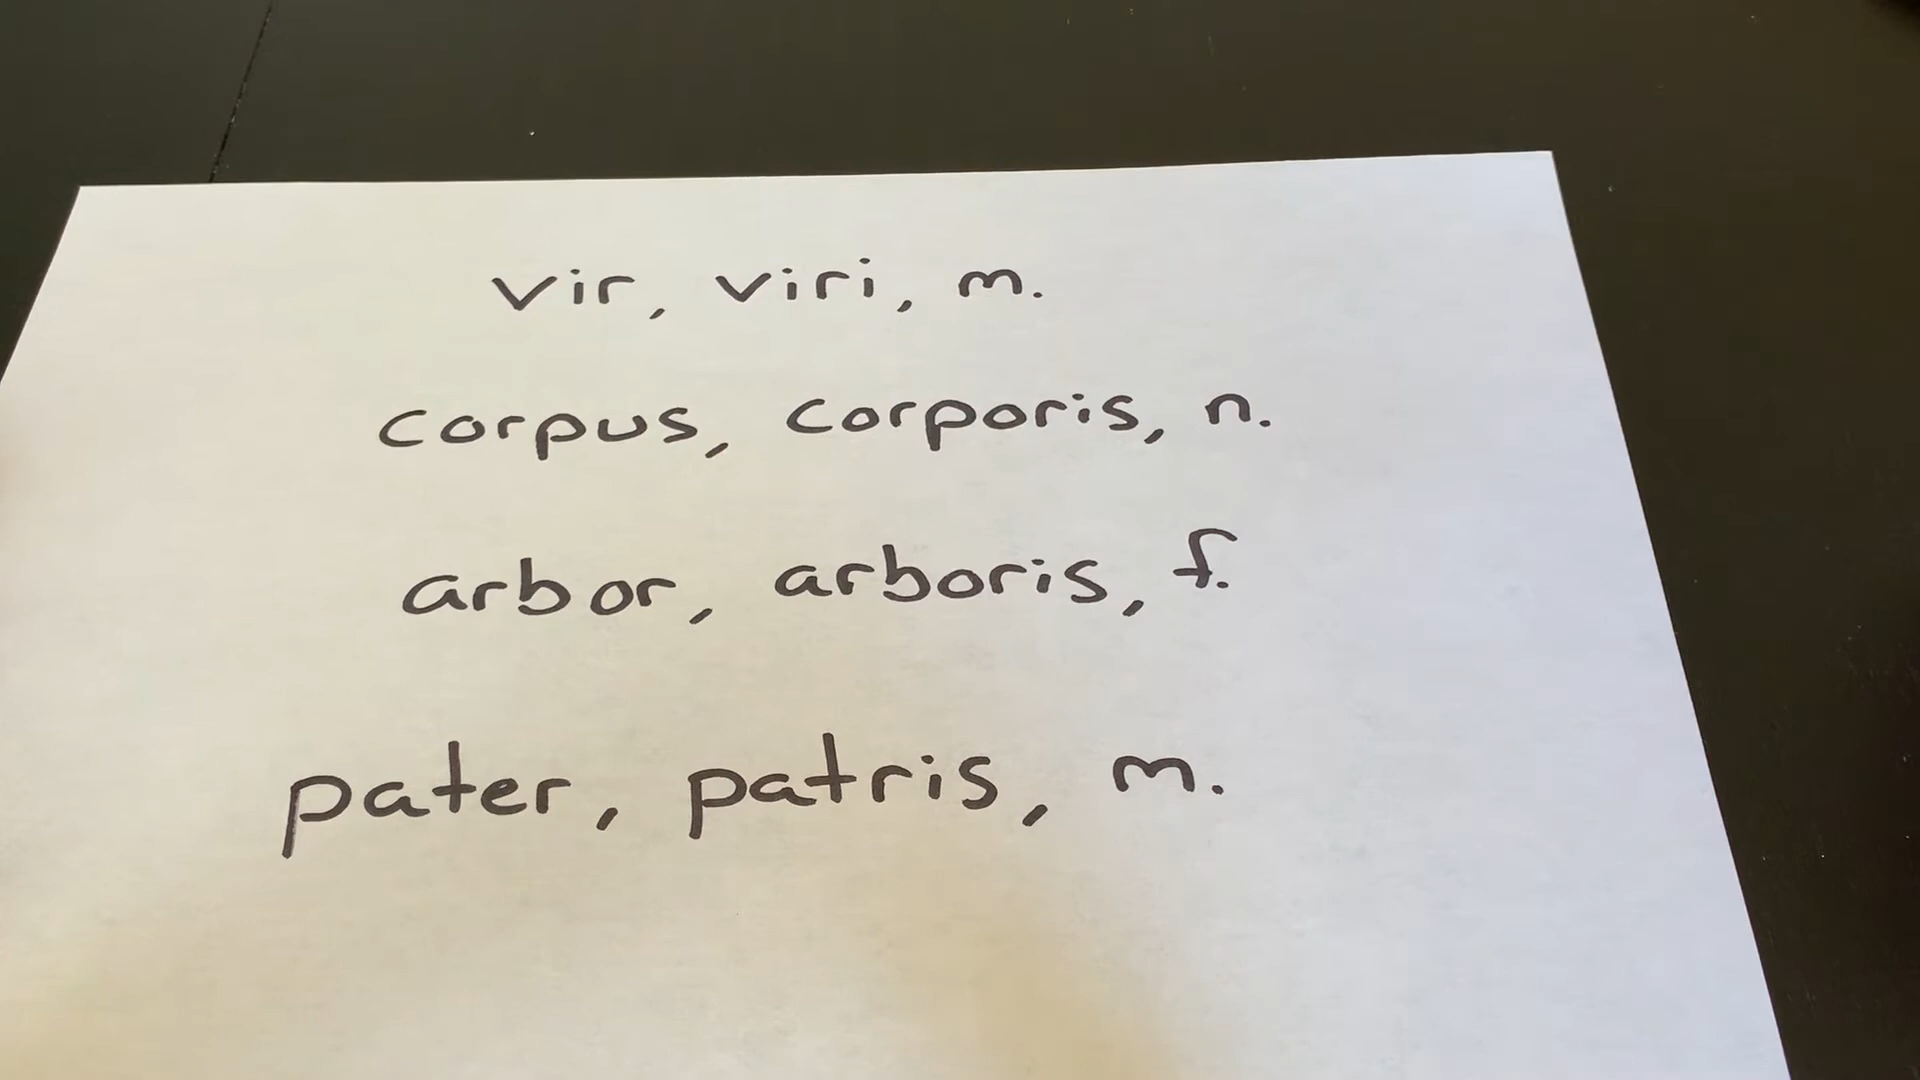 vir, viri, m.
corpus, corporis, n.
arbor, arboris, f.
pater, patris, m.